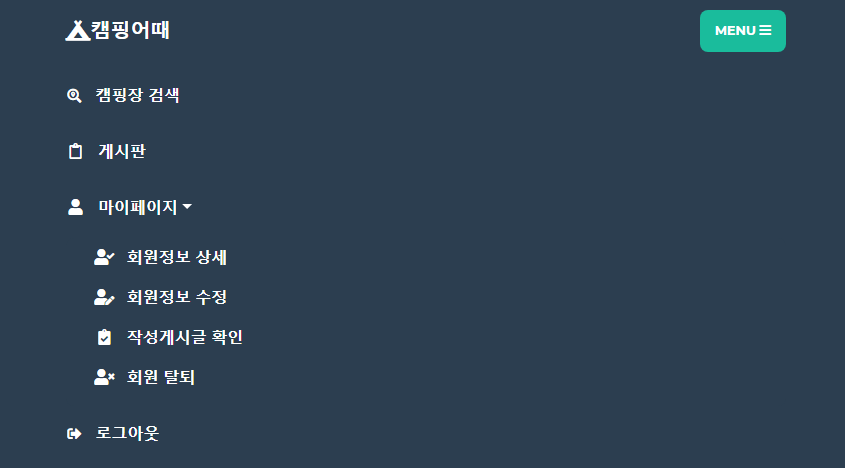 캠핑어때
MENU
캠핑장 검색
게시판
마이페이지
회원정보 상세
회원정보 수정
작성게시글 확인
회원 탈퇴
로그아웃